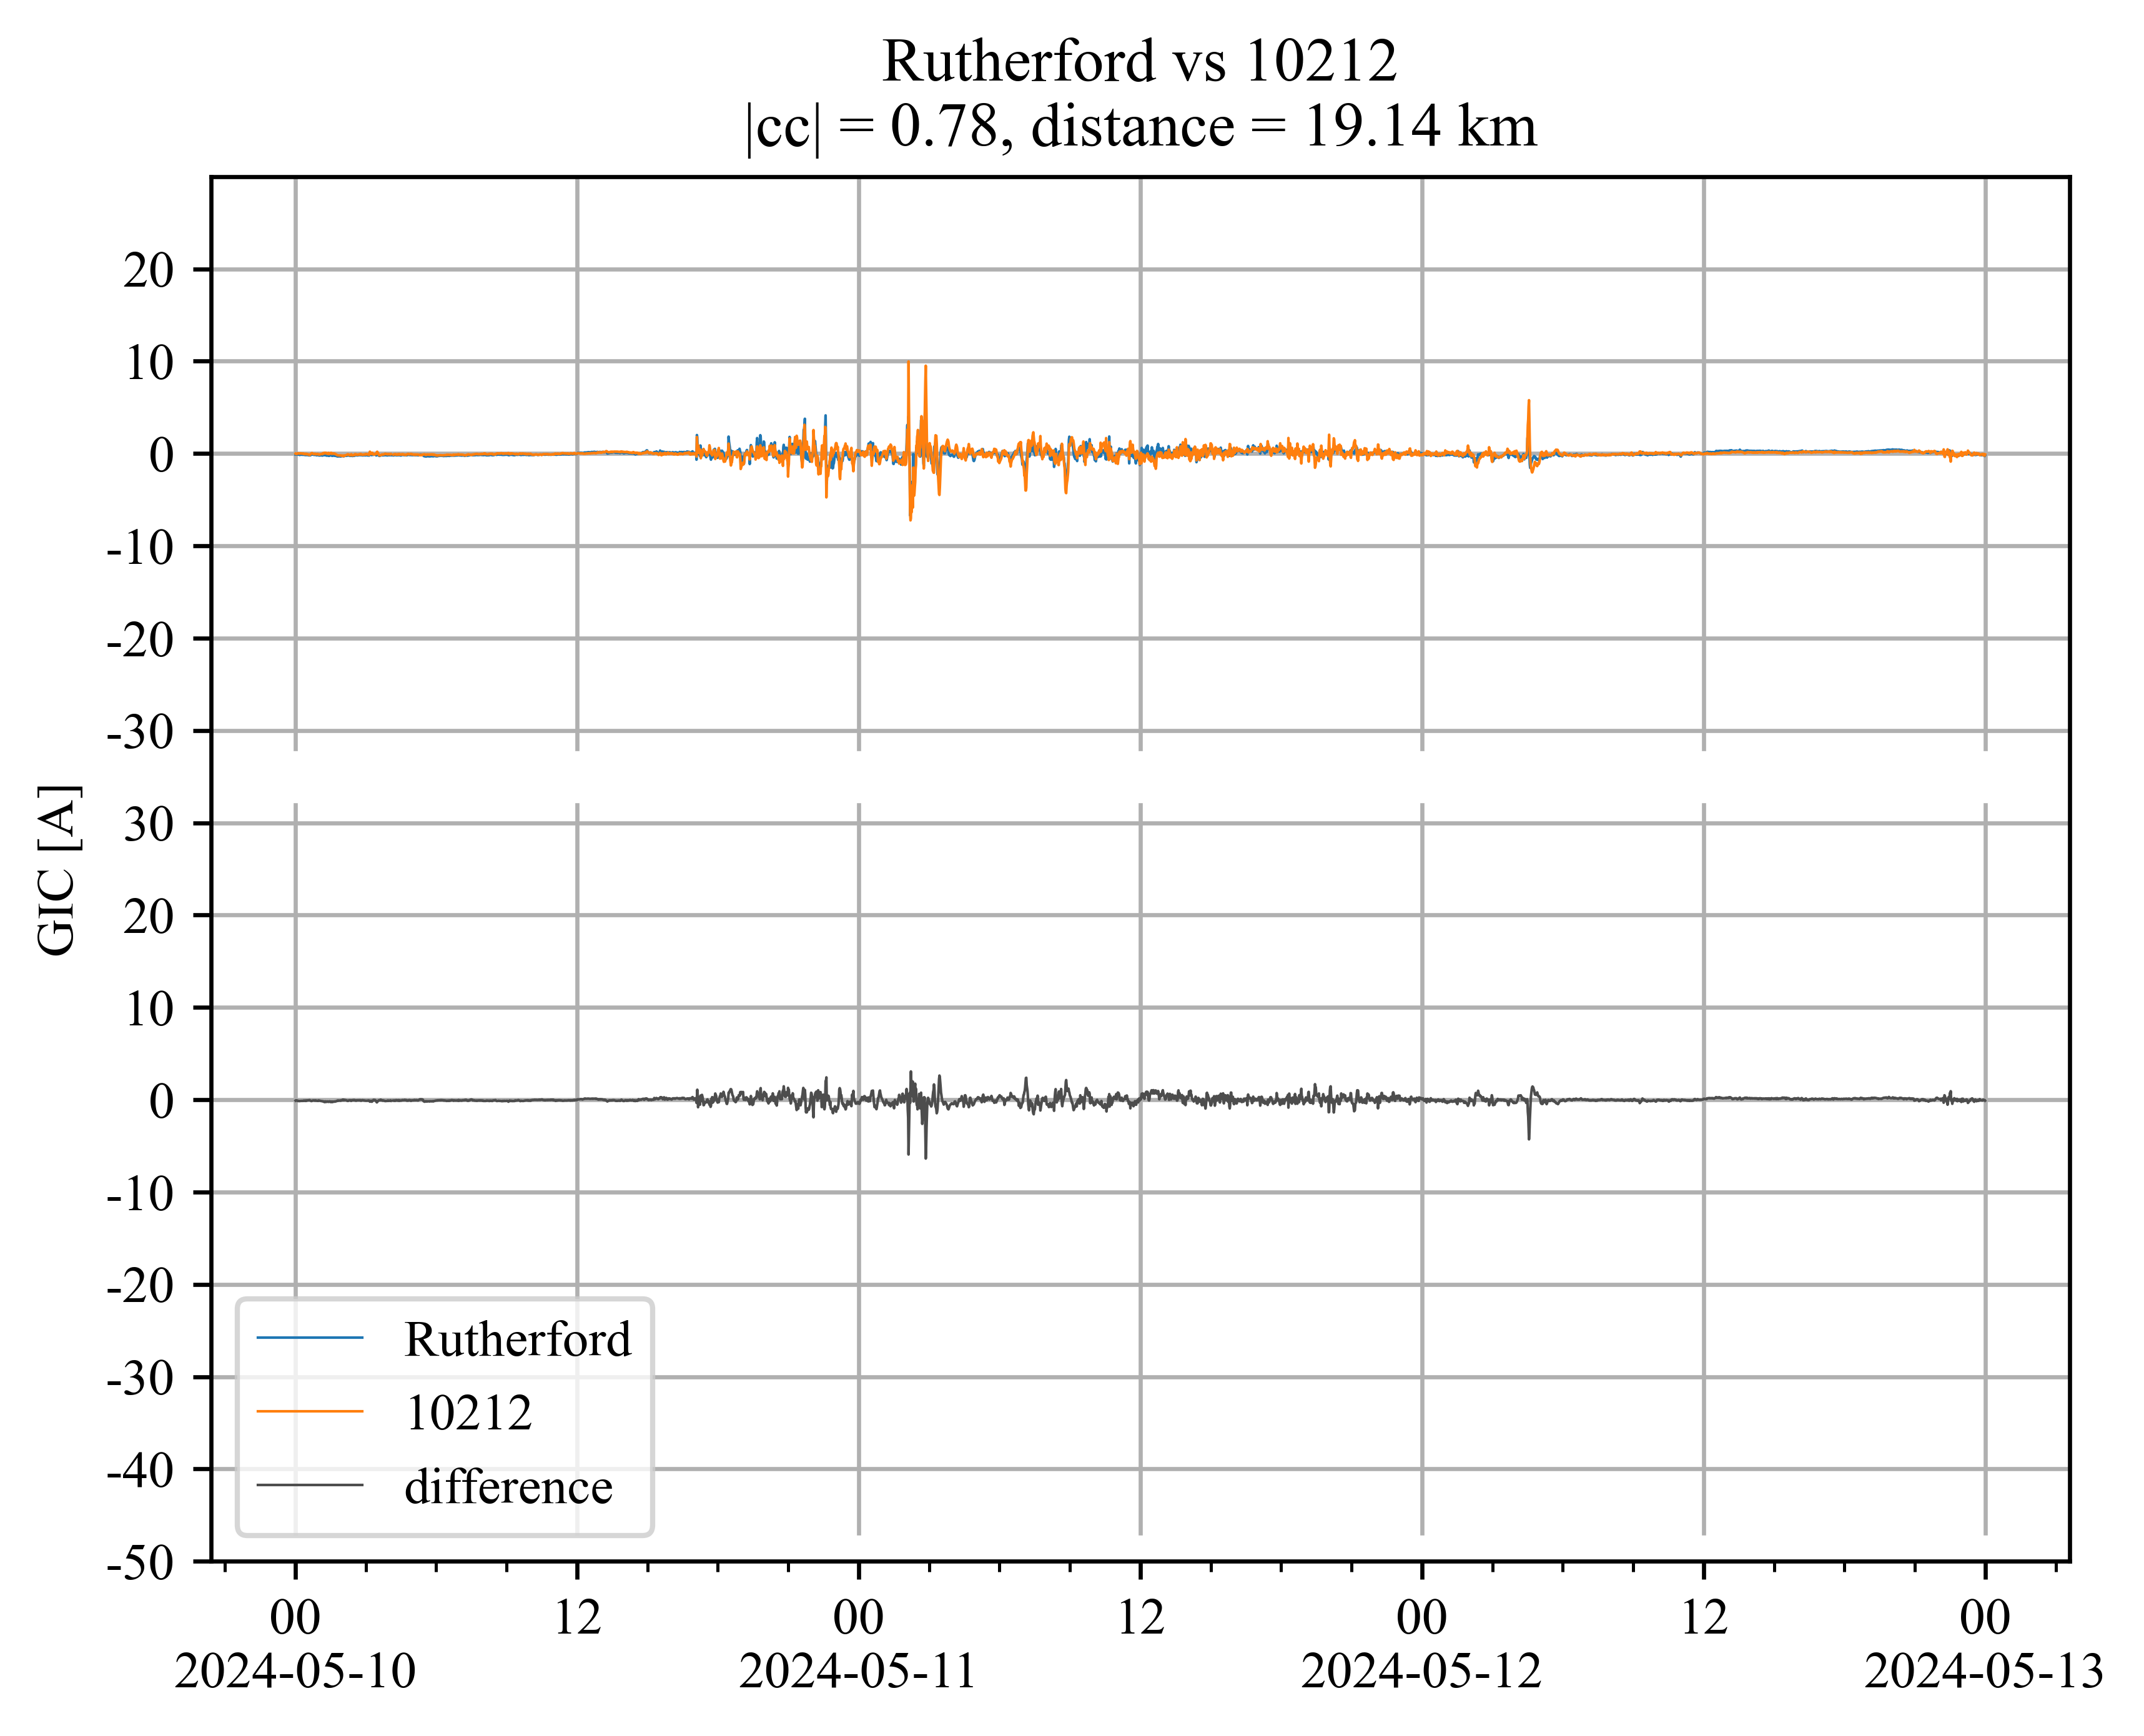 Rutherford vs 10212
|cc| = 0.78, distance = 19.14 km
GIC [A]
20
10
0
-10
-20
-30
30
20
10
0
-10
-20
-30
-40
-50
Rutherford
10212
difference
00 12 00 12 00 12 00
2024-05-10 2024-05-11 2024-05-12 2024-05-13